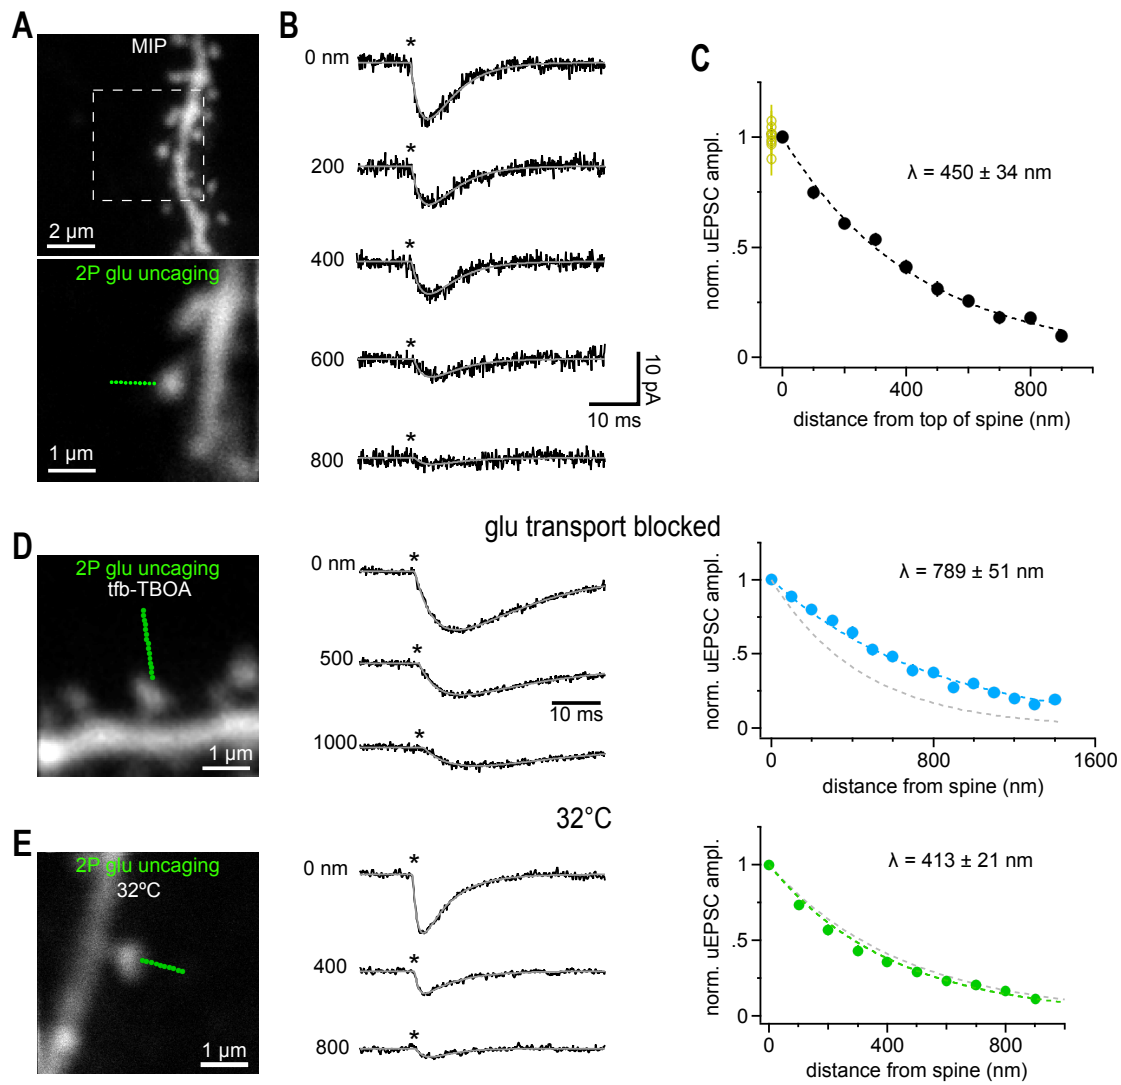 A
MIP
2 µm
2P glu uncaging
1 µm
B
*
0 nm
*
200
*
400
*
600
10 pA
10 ms
*
800
C
1
.5
0
norm. uEPSC ampl.
λ = 450 ± 34 nm
0
400
800
distance from top of spine (nm)
glu transport blocked
D
2P glu uncaging
tfb-TBOA
1 µm
*
0 nm
*
500
10 ms
*
1000
1
.5
0
norm. uEPSC ampl.
λ = 789 ± 51 nm
0
800
1600
distance from spine (nm)
32°C
E
2P glu uncaging
32ºC
1 µm
*
0 nm
*
400
*
800
1
.5
0
norm. uEPSC ampl.
λ = 413 ± 21 nm
0
400
800
distance from spine (nm)